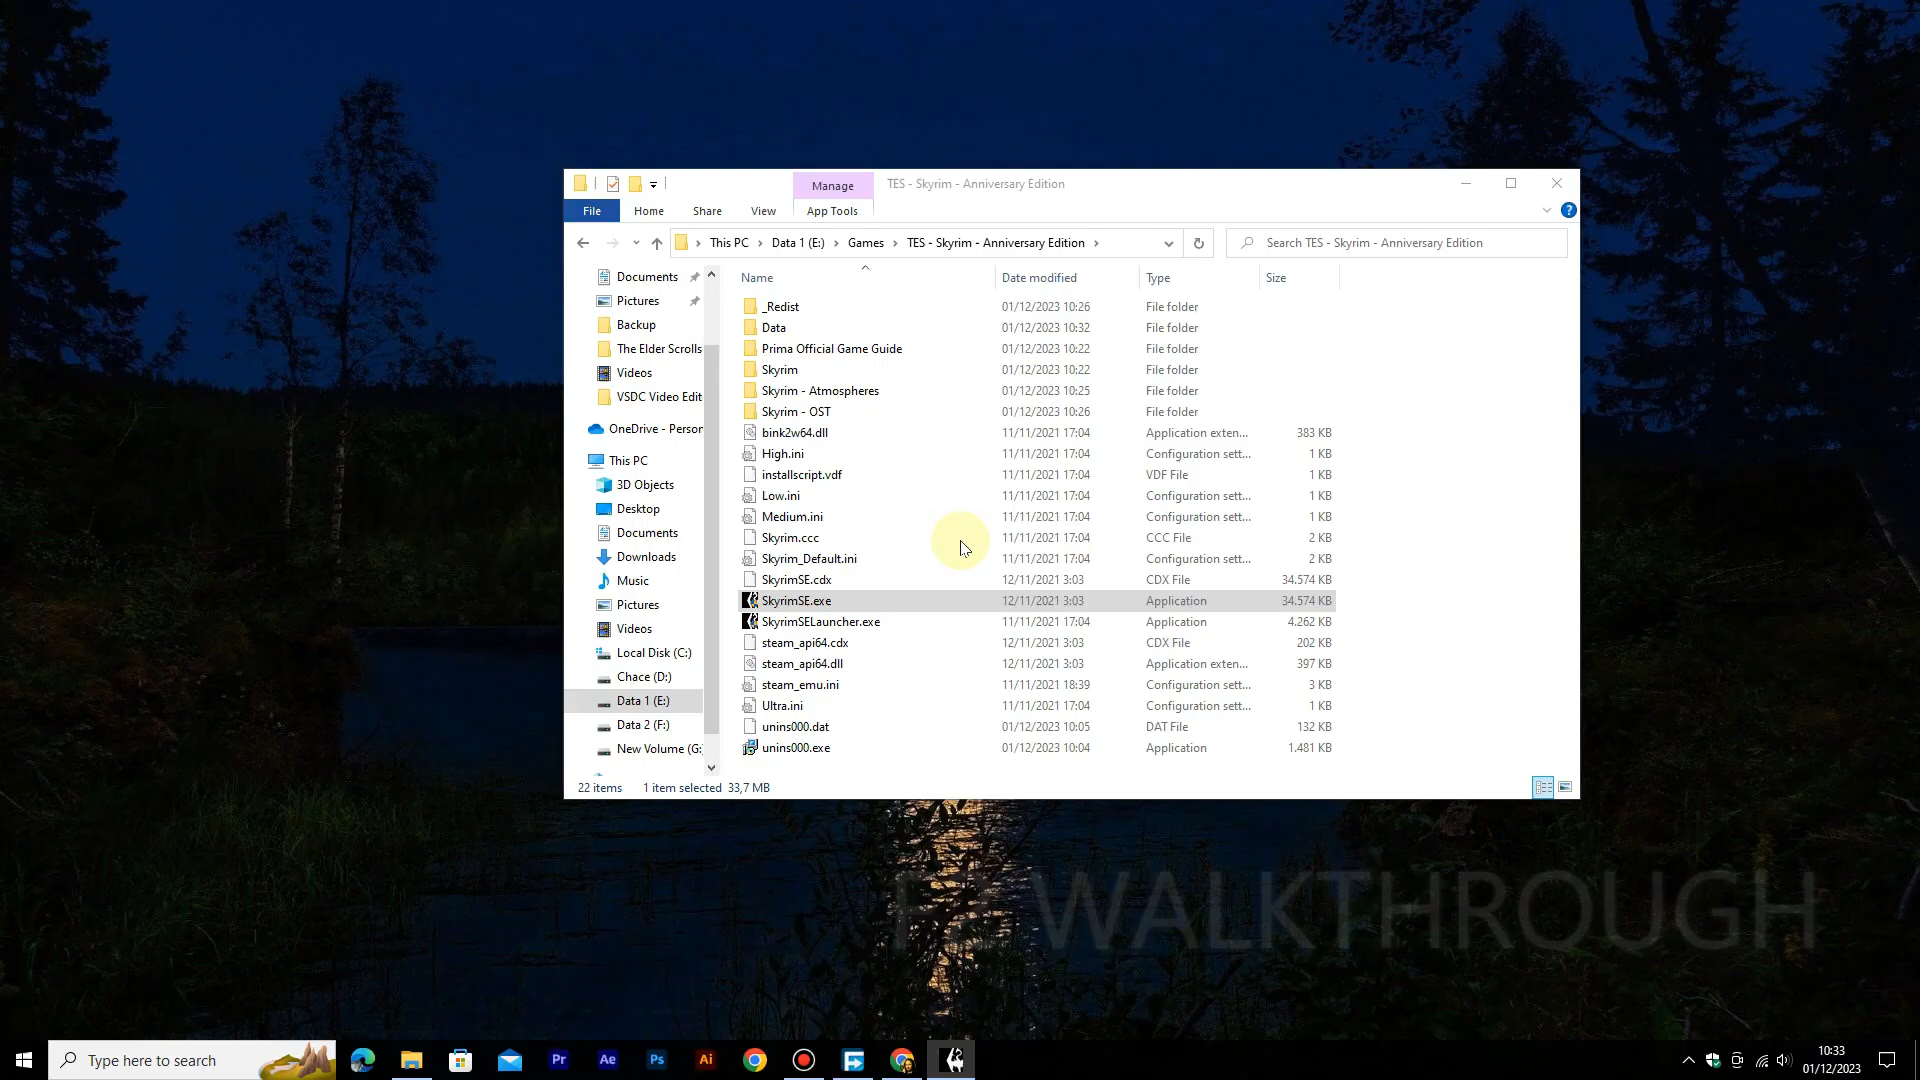 Manage
TES - Skyrim - Anniversary Edition
File
Home
Share
View
App Tools
This PC
Data 1 (E:)
Games
TES - Skyrim - Anniversary Edition
Search TES - Skyrim - Anniversary Edition
Documents
Pictures
Backup
The Elder Scrolls
Videos
VSDC Video Edit
OneDrive - Person
This PC
3D Objects
Desktop
Documents
Downloads
Music
Pictures
Videos
Local Disk (C:)
Chace (D:)
Data 1 (E:)
Data 2 (F:)
New Volume (G:
Name Date modified Type Size
_Redist 01/12/2023 10:26 File folder
Data 01/12/2023 10:32 File folder
Prima Official Game Guide 01/12/2023 10:22 File folder
Skyrim 01/12/2023 10:22 File folder
Skyrim - Atmospheres 01/12/2023 10:25 File folder
Skyrim - OST 01/12/2023 10:26 File folder
bink2w64.dll 11/11/2021 17:04 Application exten... 383 KB
High.ini 11/11/2021 17:04 Configuration sett... 1 KB
installscript.vdf 11/11/2021 17:04 VDF File 1 KB
Low.ini 11/11/2021 17:04 Configuration sett... 1 KB
Medium.ini 11/11/2021 17:04 Configuration sett... 1 KB
Skyrim.ccc 11/11/2021 17:04 CCC File 2 KB
Skyrim_Default.ini 11/11/2021 17:04 Configuration sett... 2 KB
SkyrimSE.cdx 12/11/2021 3:03 CDX File 34.574 KB
SkyrimSE.exe 12/11/2021 3:03 Application 34.574 KB
SkyrimSELauncher.exe 11/11/2021 17:04 Application 4.262 KB
steam_api64.cdx 12/11/2021 3:03 CDX File 202 KB
steam_api64.dll 12/11/2021 3:03 Application exten... 397 KB
steam_emu.ini 11/11/2021 18:39 Configuration sett... 3 KB
Ultra.ini 11/11/2021 17:04 Configuration sett... 1 KB
unins000.dat 01/12/2023 10:05 DAT File 132 KB
unins000.exe 01/12/2023 10:04 Application 1.481 KB
22 items 1 item selected 33,7 MB
WALKTHROUGH
Type here to search
Pr
Ae
Ps
Ai
10:33
01/12/2023